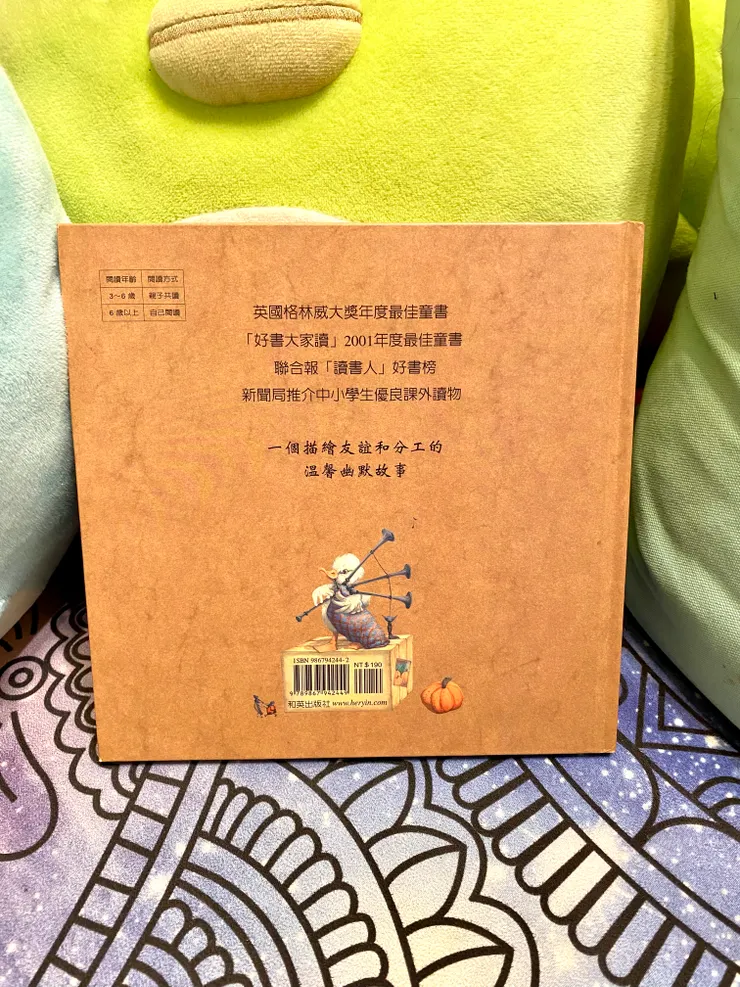 閱讀年齡 閱讀方式
3～6 歲 親子共讀
6 歲以上 自己閱讀
英國格林威大獎年度最佳童書
「好書大家讀」2001年度最佳童書
聯合報「讀書人」好書榜
新聞局推介中小學生優良課外讀物
一個描繪友誼和分工的
溫馨幽默故事
ISBN 986794244-2
NT$190
9 789867 942449
和英出版社 www.heryin.com